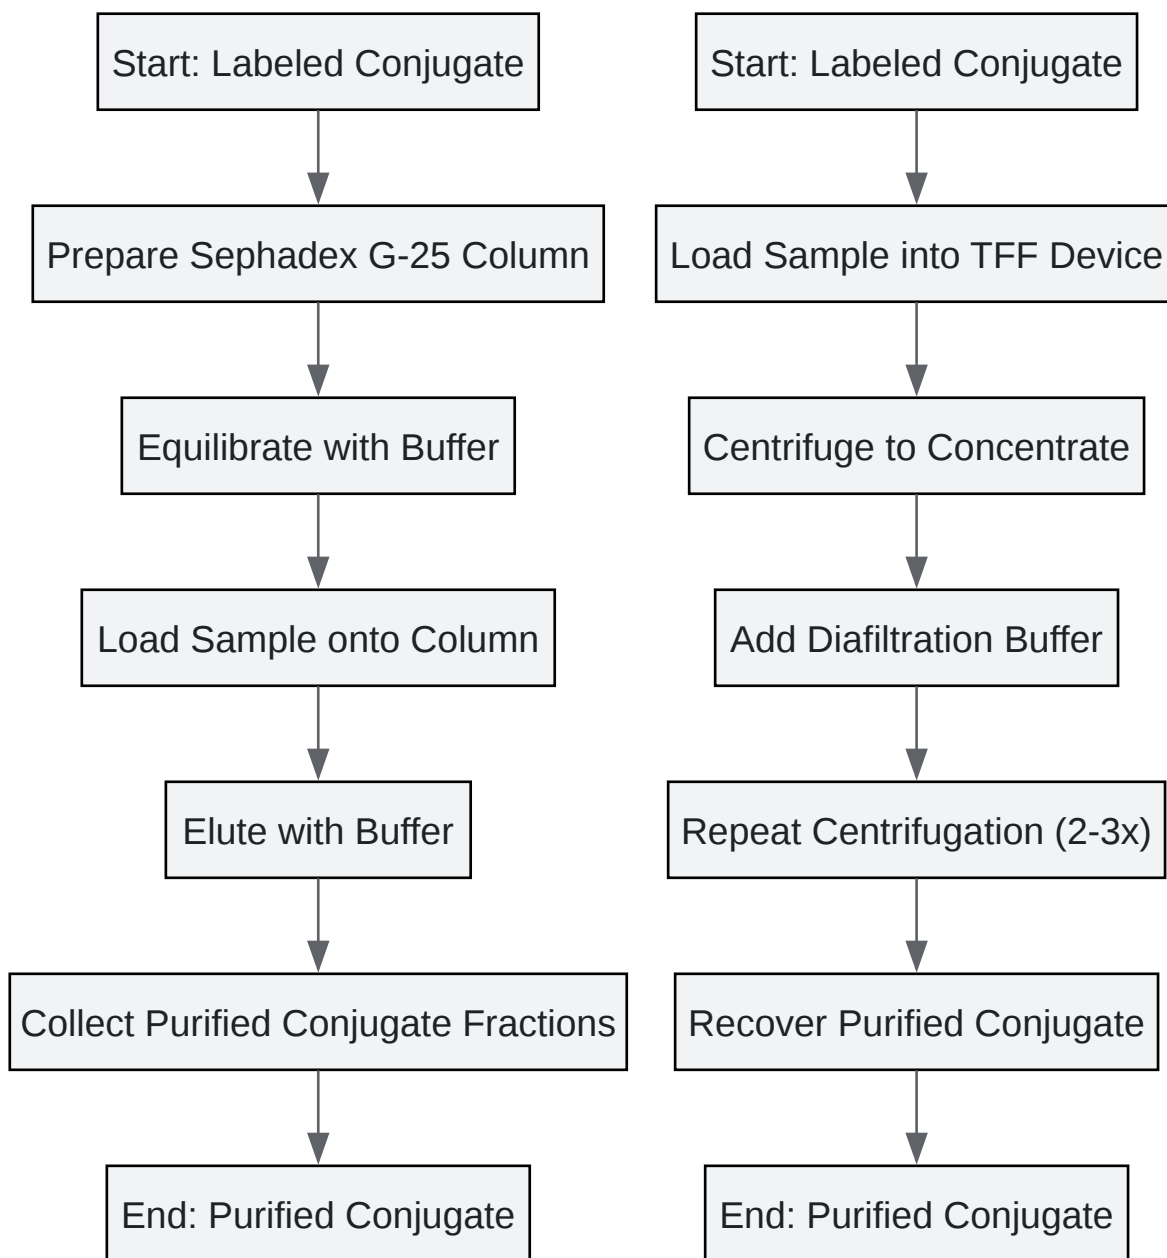 Start: Labeled Conjugate
Prepare Sephadex G-25 Column
Equilibrate with Buffer
Load Sample onto Column
Elute with Buffer
Collect Purified Conjugate Fractions
End: Purified Conjugate
Start: Labeled Conjugate
Load Sample into TFF Device
Centrifuge to Concentrate
Add Diafiltration Buffer
Repeat Centrifugation (2-3x)
Recover Purified Conjugate
End: Purified Conjugate